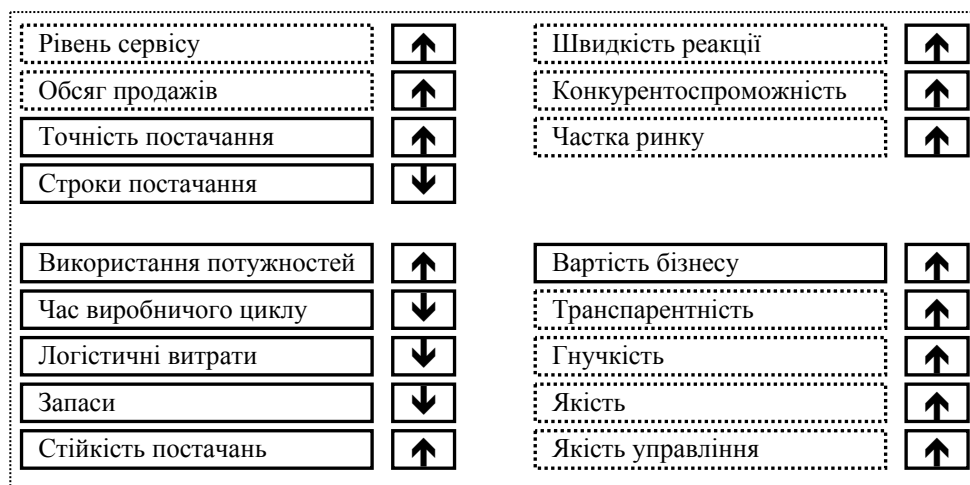 Рівень сервісу
Обсяг продажів
Точність постачання
Строки постачання
Швидкість реакції
Конкурентоспроможність
Частка ринку
Використання потужностей
Час виробничого циклу
Логістичні витрати
Запаси
Стійкість постачань
Вартість бізнесу
Транспарентність
Гнучкість
Якість
Якість управління